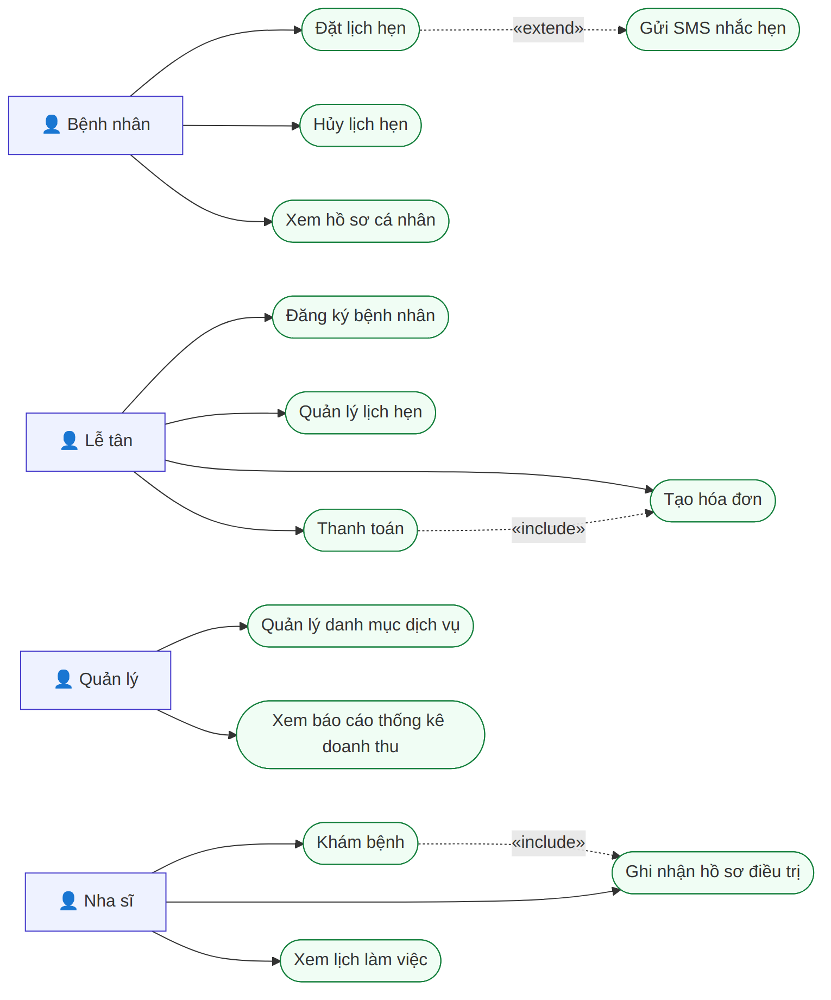 Đặt lịch hẹn
«extend»
Gửi SMS nhắc hẹn
Bệnh nhân
Hủy lịch hẹn
Xem hồ sơ cá nhân
Đăng ký bệnh nhân
Quản lý lịch hẹn
Lễ tân
Tạo hóa đơn
Thanh toán
«include»
Quản lý danh mục dịch vụ
Quản lý
Xem báo cáo thống kê
doanh thu
Khám bệnh
«include»
Ghi nhận hồ sơ điều trị
Nha sĩ
Xem lịch làm việc